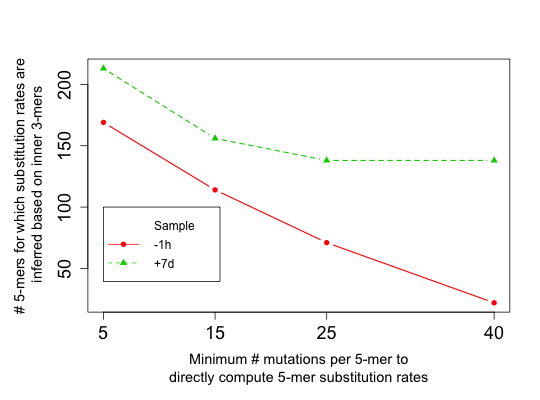 # 5-mers for which substitution rates are
inferred based on inner 3-mers
200
150
100
50
Sample
-1h
+7d
5 15 25 40
Minimum # mutations per 5-mer to
directly compute 5-mer substitution rates